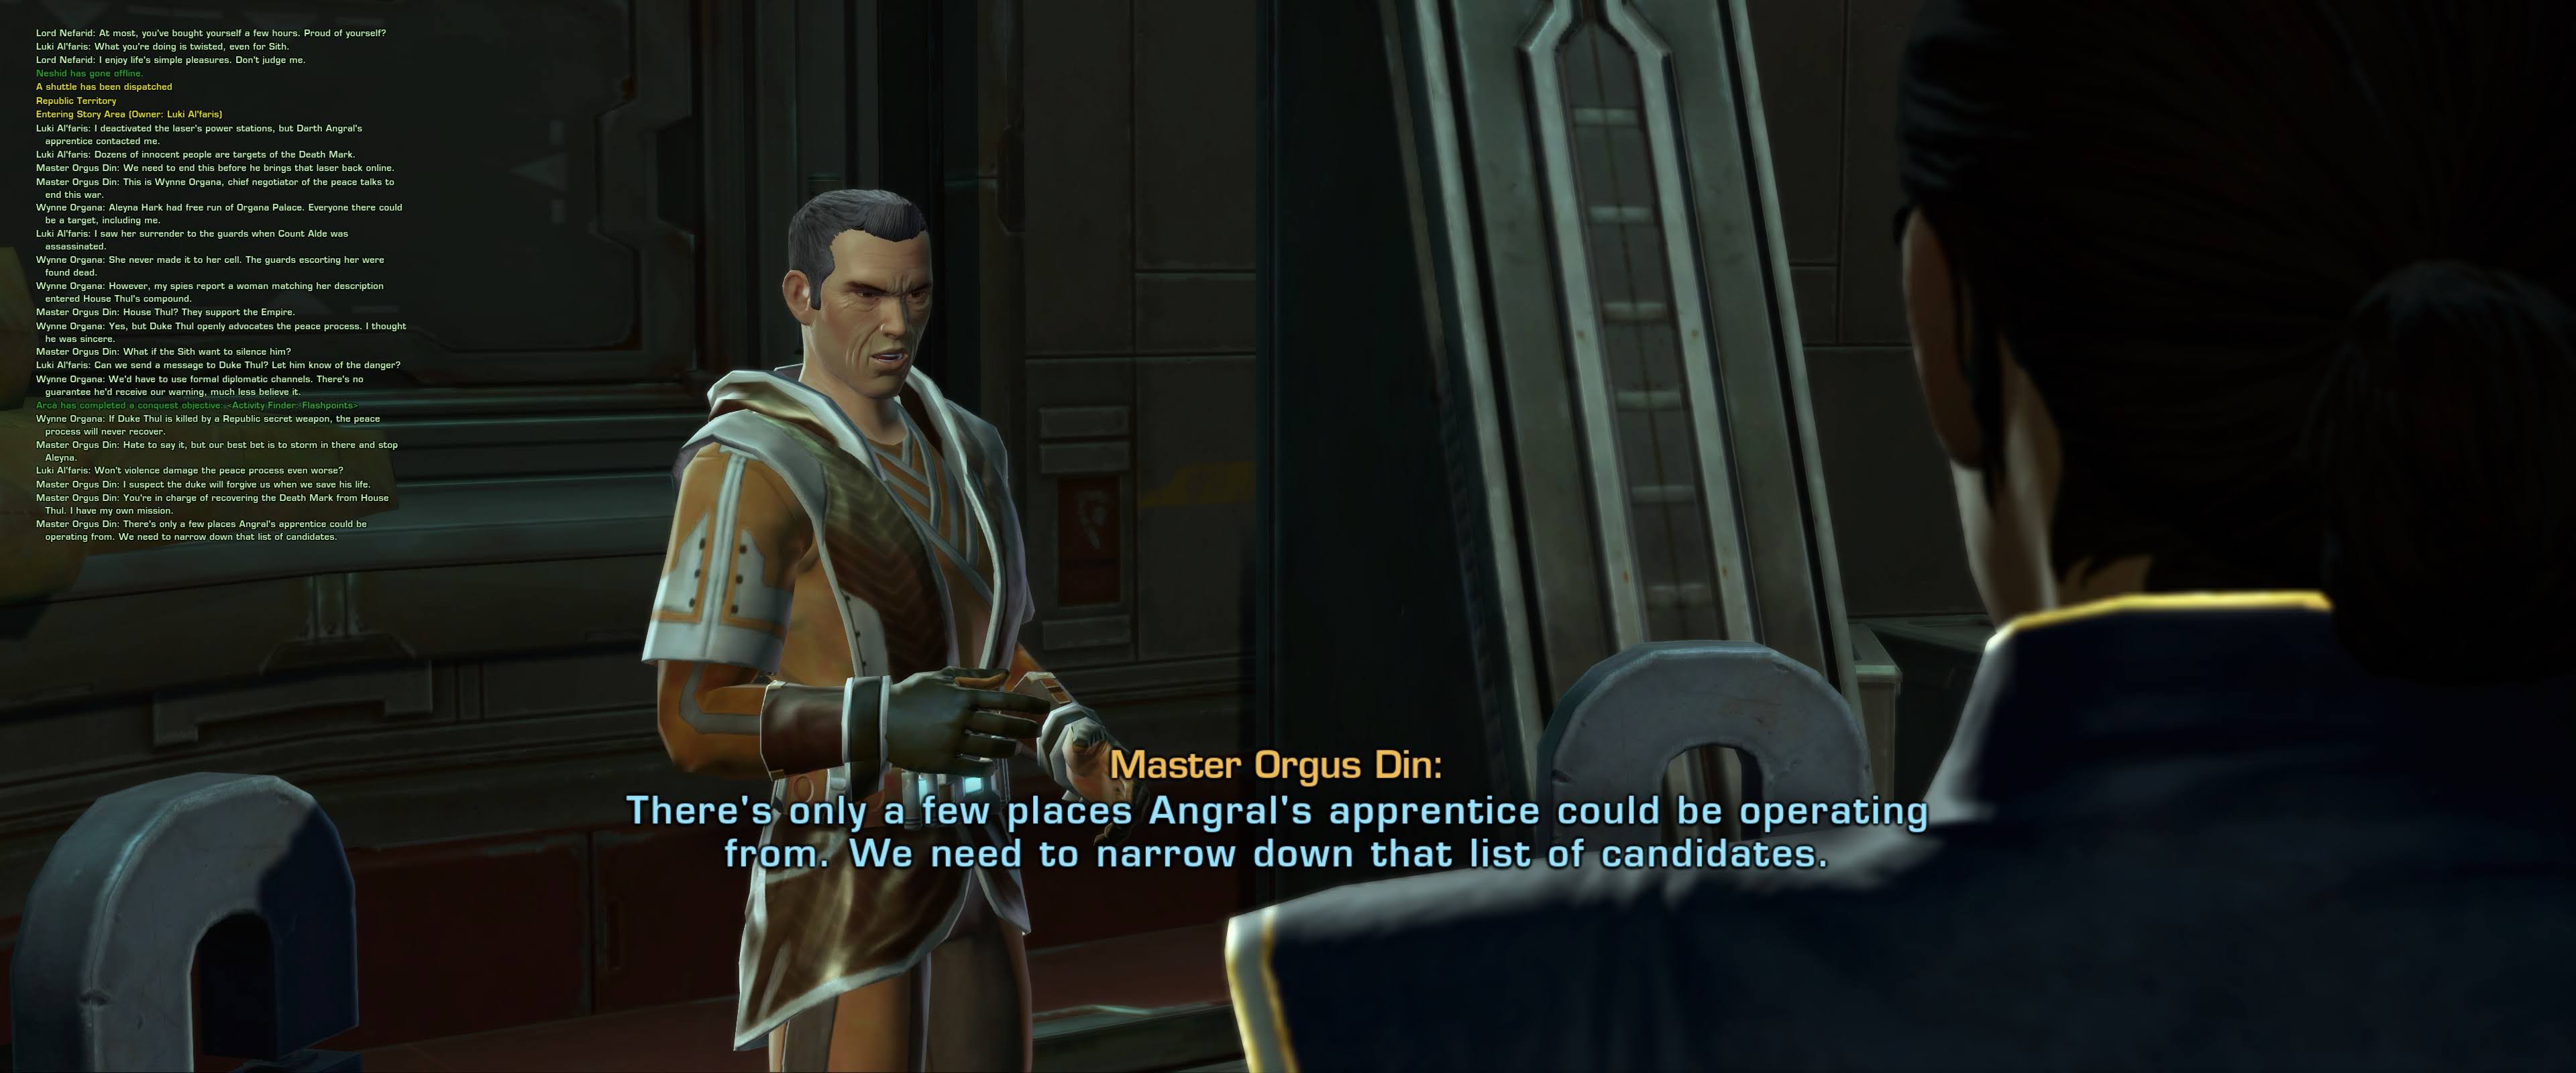 Lord Nefarid: At most, you've bought yourself a few hours. Proud of yourself?
Luki Al'faris: What you're doing is twisted, even for Sith.
Lord Nefarid: I enjoy life's simple pleasures. Don't judge me.
Neshid has gone offline.
A shuttle has been dispatched
Republic Territory
Entering Story Area (Owner: Luki Al'faris)
Luki Al'faris: I deactivated the laser's power stations, but Darth Angral's
apprentice contacted me.
Luki Al'faris: Dozens of innocent people are targets of the Death Mark.
Master Orgus Din: We need to end this before he brings that laser back online.
Master Orgus Din: This is Wynne Organa, chief negotiator of the peace talks to
end this war.
Wynne Organa: Aleyna Hark had free run of Organa Palace. Everyone there could
be a target, including me.
Luki Al'faris: I saw her surrender to the guards when Count Alde was
assassinated.
Wynne Organa: She never made it to her cell. The guards escorting her were
found dead.
Wynne Organa: However, my spies report a woman matching her description
entered House Thul's compound.
Master Orgus Din: House Thul? They support the Empire.
Wynne Organa: Yes, but Duke Thul openly advocates the peace process. I thought
he was sincere.
Master Orgus Din: What if the Sith want to silence him?
Luki Al'faris: Can we send a message to Duke Thul? Let him know of the danger?
Wynne Organa: We'd have to use formal diplomatic channels. There's no
guarantee he'd receive our warning, much less believe it.
Arcà has completed a conquest objective: <Activity Finder: Flashpoints>
Wynne Organa: If Duke Thul is killed by a Republic secret weapon, the peace
process will never recover.
Master Orgus Din: Hate to say it, but our best bet is to storm in there and stop
Aleyna.
Luki Al'faris: Won't violence damage the peace process even worse?
Master Orgus Din: I suspect the duke will forgive us when we save his life.
Master Orgus Din: You're in charge of recovering the Death Mark from House
Thul. I have my own mission.
Master Orgus Din: There's only a few places Angral's apprentice could be
operating from. We need to narrow down that list of candidates.
Master Orgus Din:
There's only a few places Angral's apprentice could be operating
from. We need to narrow down that list of candidates.